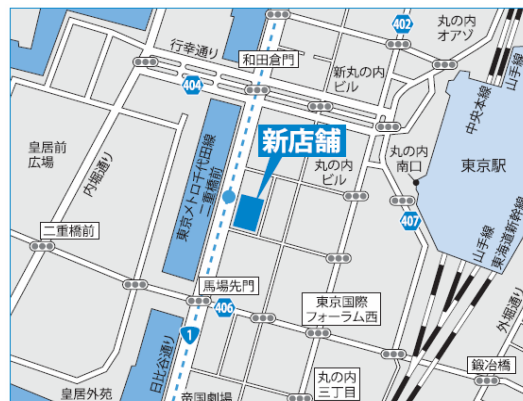 402
丸の内
オアゾ
行幸通り
和田倉門
新丸の内
ビル
404
中央本線
山手線
新店舗
丸の内
ビル
丸の内
南口
東京駅
皇居前
広場
内堀通り
東京メトロ千代田線
二重橋前
407
二重橋前
山手線
東海道新幹線
馬場先門
406
東京国際
フォーラム西
外堀通り
1
日比谷通り
鍛冶橋
皇居外苑
帝国劇場
丸の内
三丁目